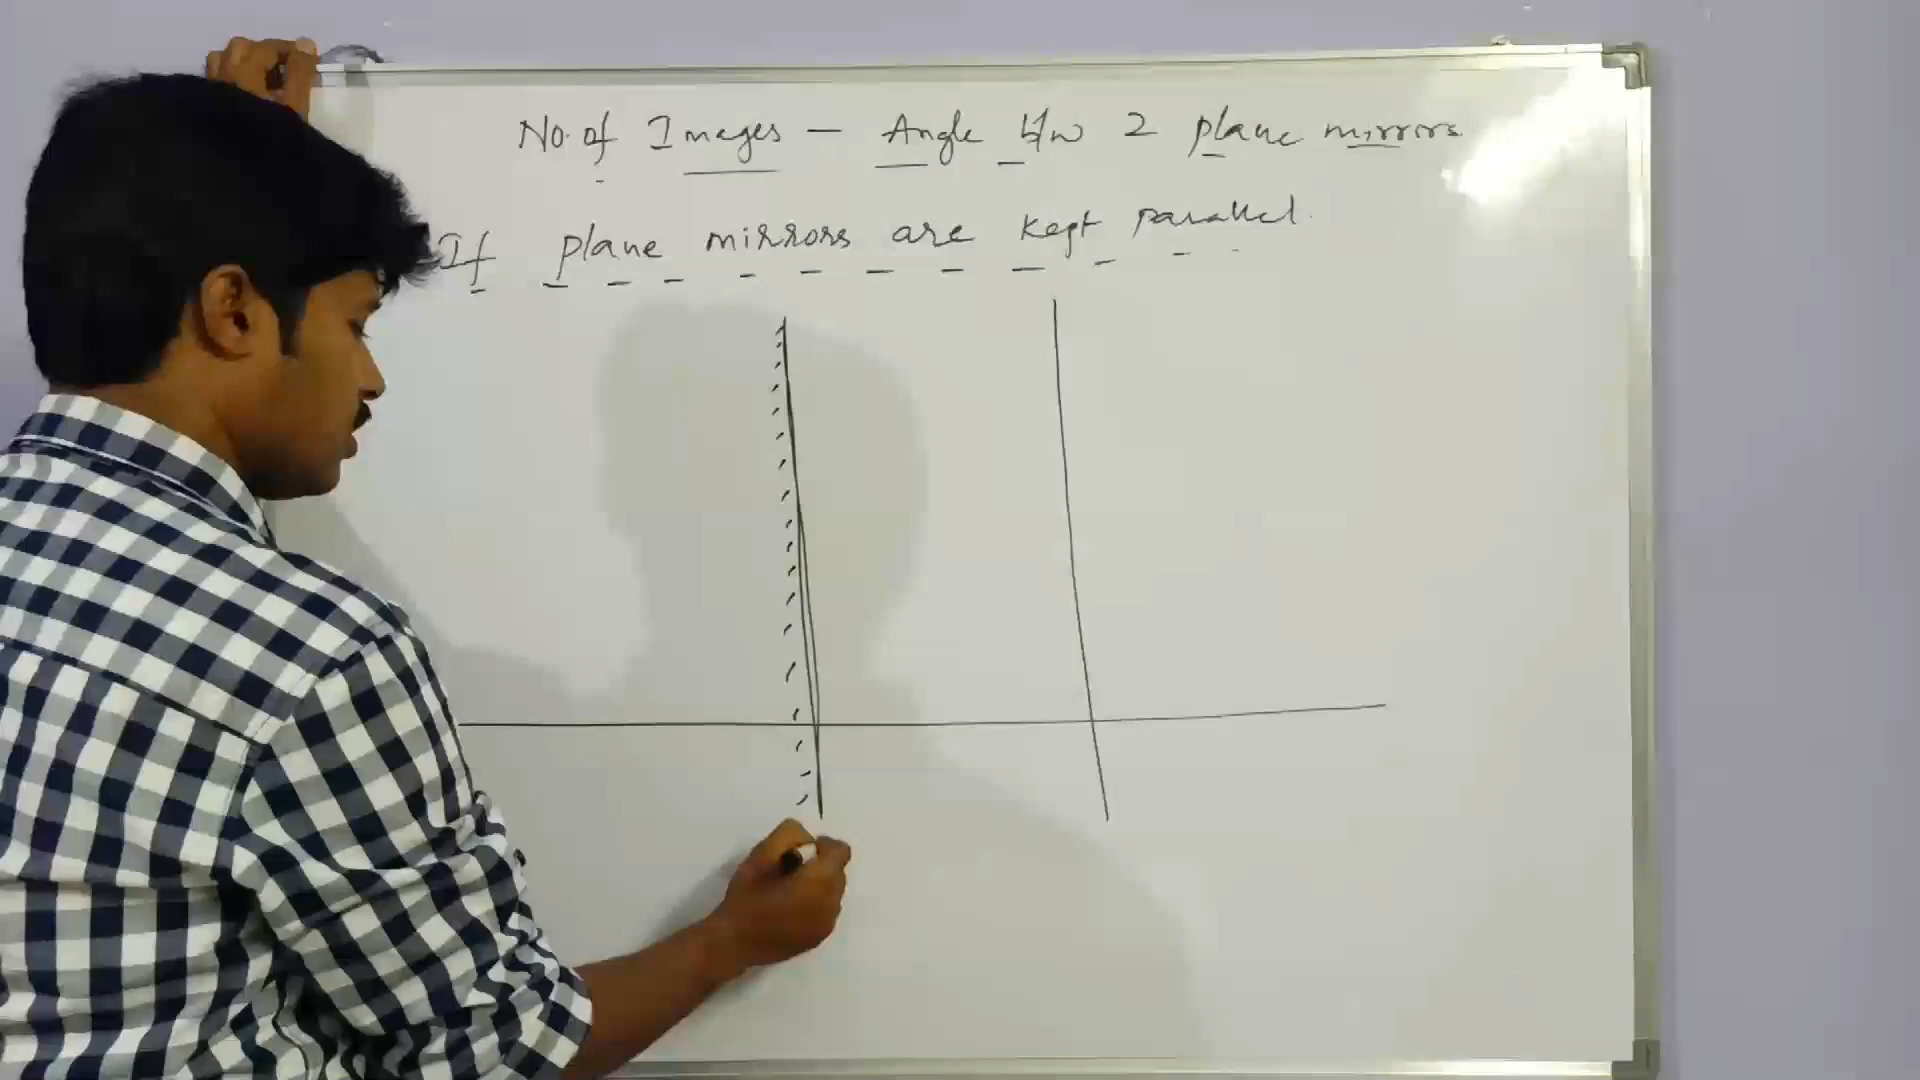 No. of Images - Angle b/w 2 plane mirrors.
If plane mirrors are kept parallel.